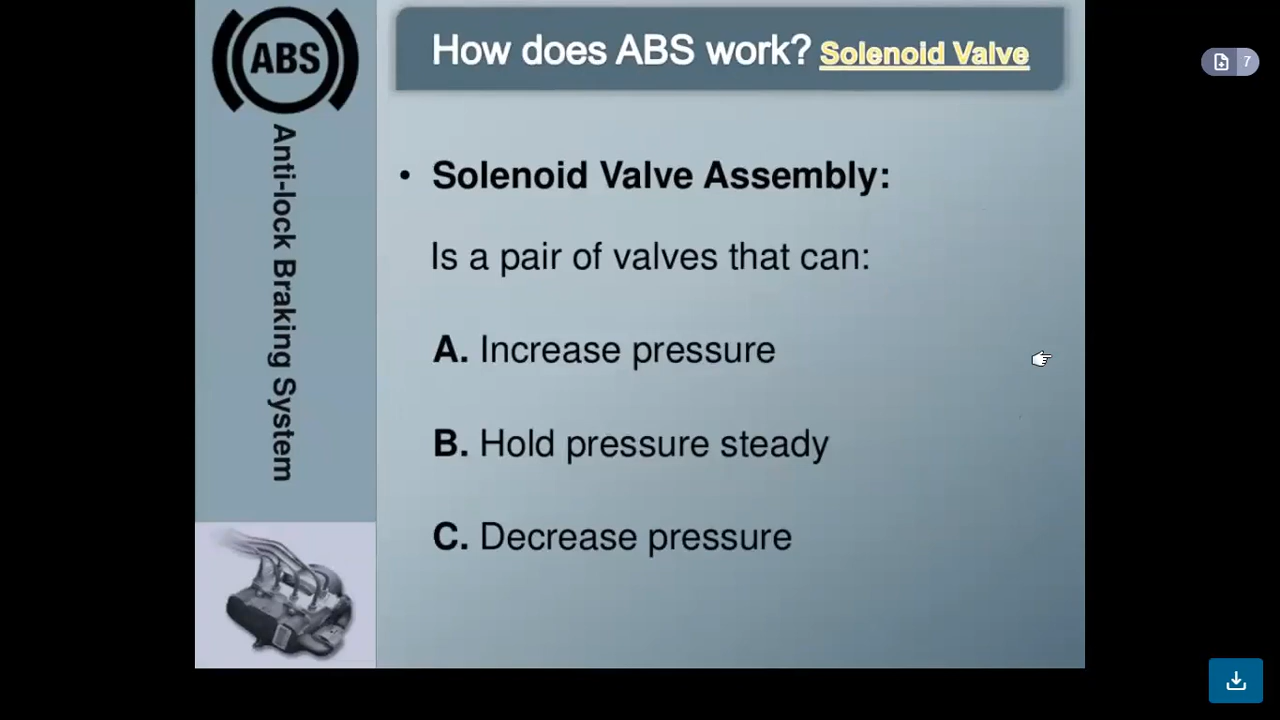 ABS
Anti-lock Braking System
How does ABS work? Solenoid Valve
• Solenoid Valve Assembly:
Is a pair of valves that can:
A. Increase pressure
B. Hold pressure steady
C. Decrease pressure
7